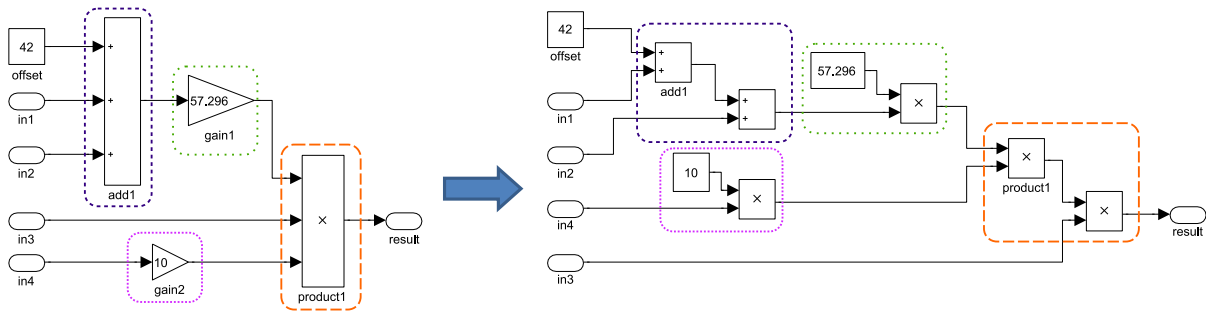 42
offset
in1
in2
in3
in4
+
+
+
add1
57.296
gain1
10
gain2
×
product1
result
42
offset
in1
in2
in4
in3
+
+
add1
+
+
57.296
×
10
×
×
product1
×
result